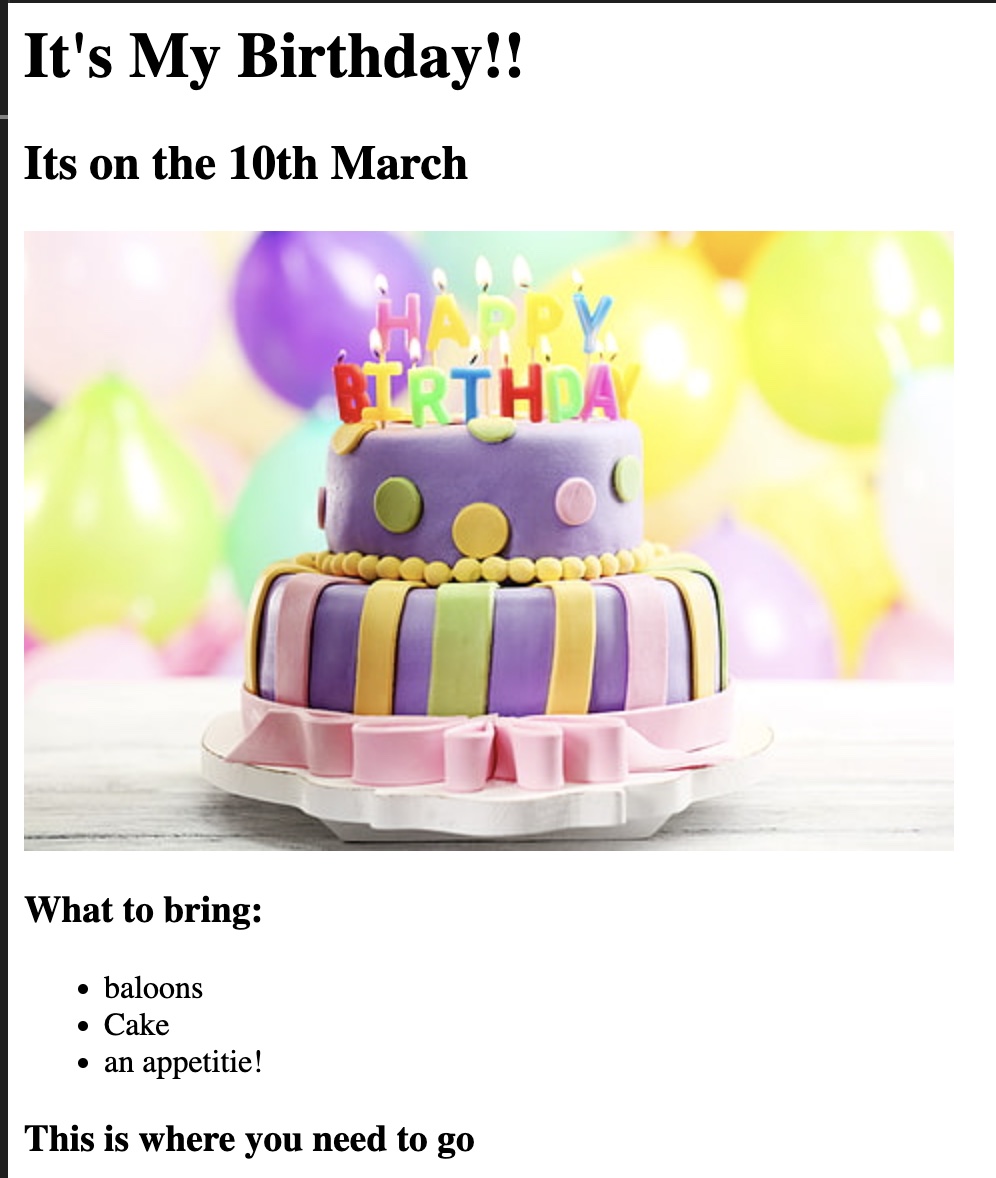 It's My Birthday!!
Its on the 10th March
HAPPY
BIRTHDAY
What to bring:
baloons
Cake
an appetitie!
This is where you need to go